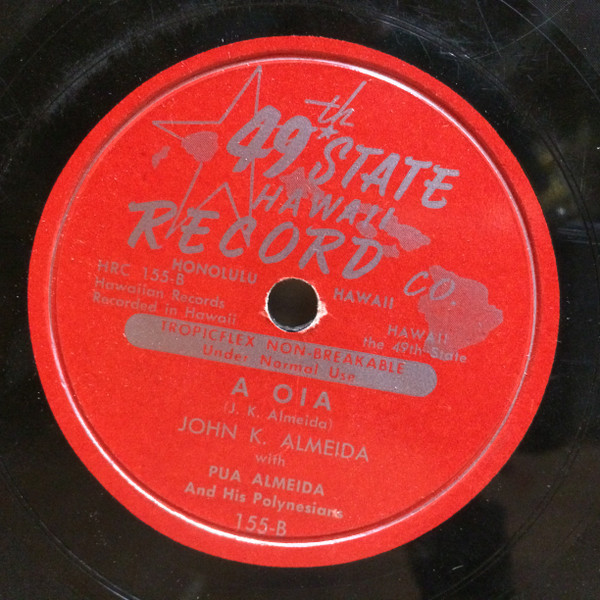 49th STATE
HAWAII
RECORD CO.
HONOLULU HAWAII
HRC 155-B
Hawaiian Records
Recorded in Hawaii
HAWAII
the 49th State
TROPICFLEX NON-BREAKABLE
Under Normal Use
A OIA
(J. K. Almeida)
JOHN K. ALMEIDA
with
PUA ALMEIDA
And His Polynesians
155-B